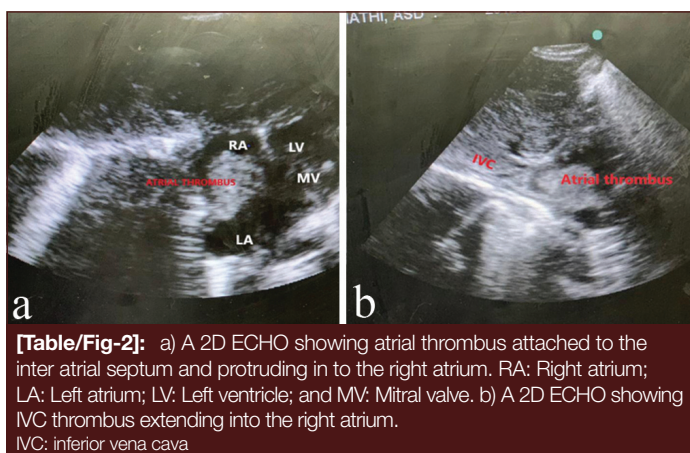 RA
LV
ATRIAL THROMBUS
MV
LA
a
ATHI, ASD
IVC
Atrial thrombus
b
[Table/Fig-2]: a) A 2D ECHO showing atrial thrombus attached to the
inter atrial septum and protruding in to the right atrium. RA: Right atrium;
LA: Left atrium; LV: Left ventricle; and MV: Mitral valve. b) A 2D ECHO showing
IVC thrombus extending into the right atrium.
IVC: inferior vena cava